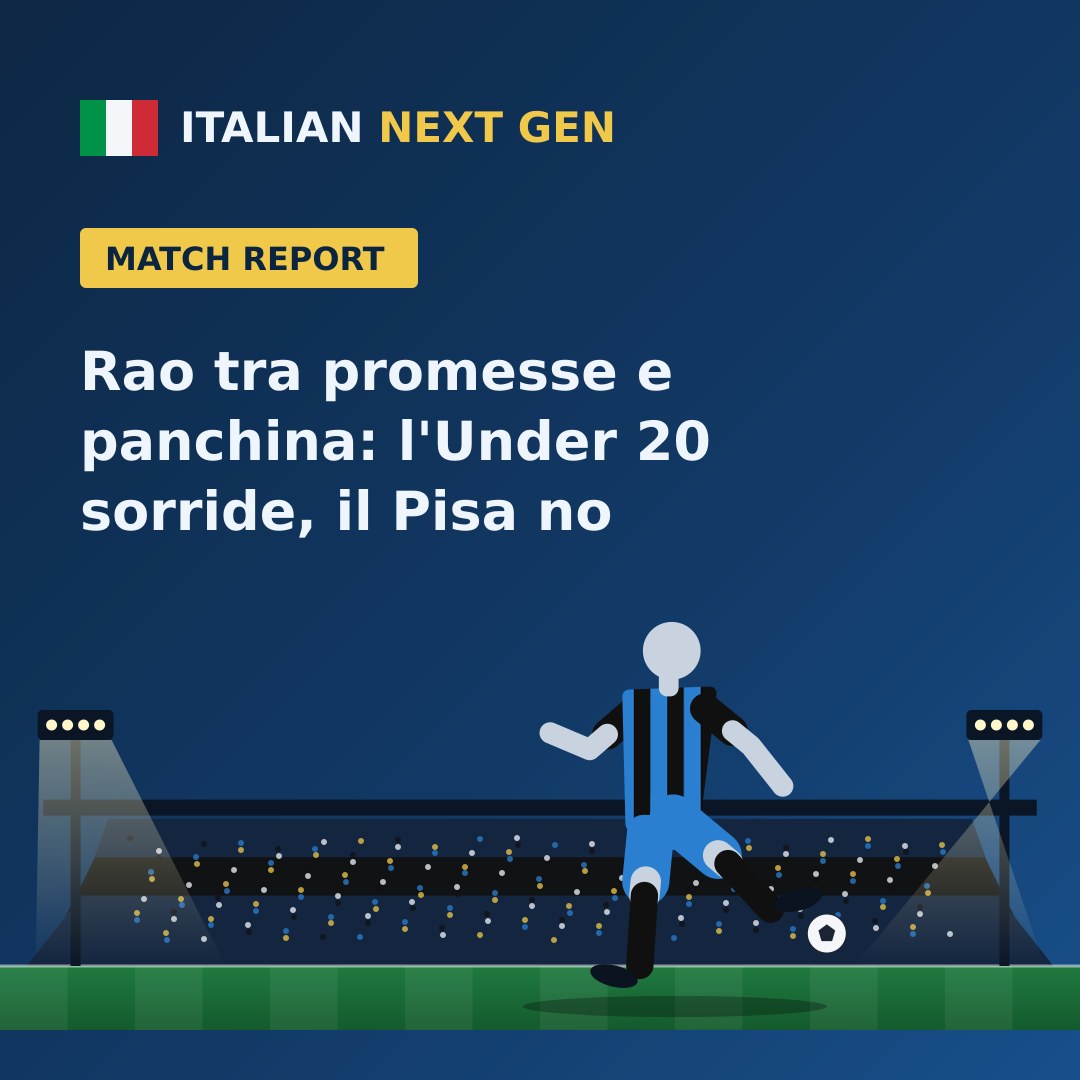 ITALIAN NEXT GEN
MATCH REPORT
Rao tra promesse e
panchina: l'Under 20
sorride, il Pisa no